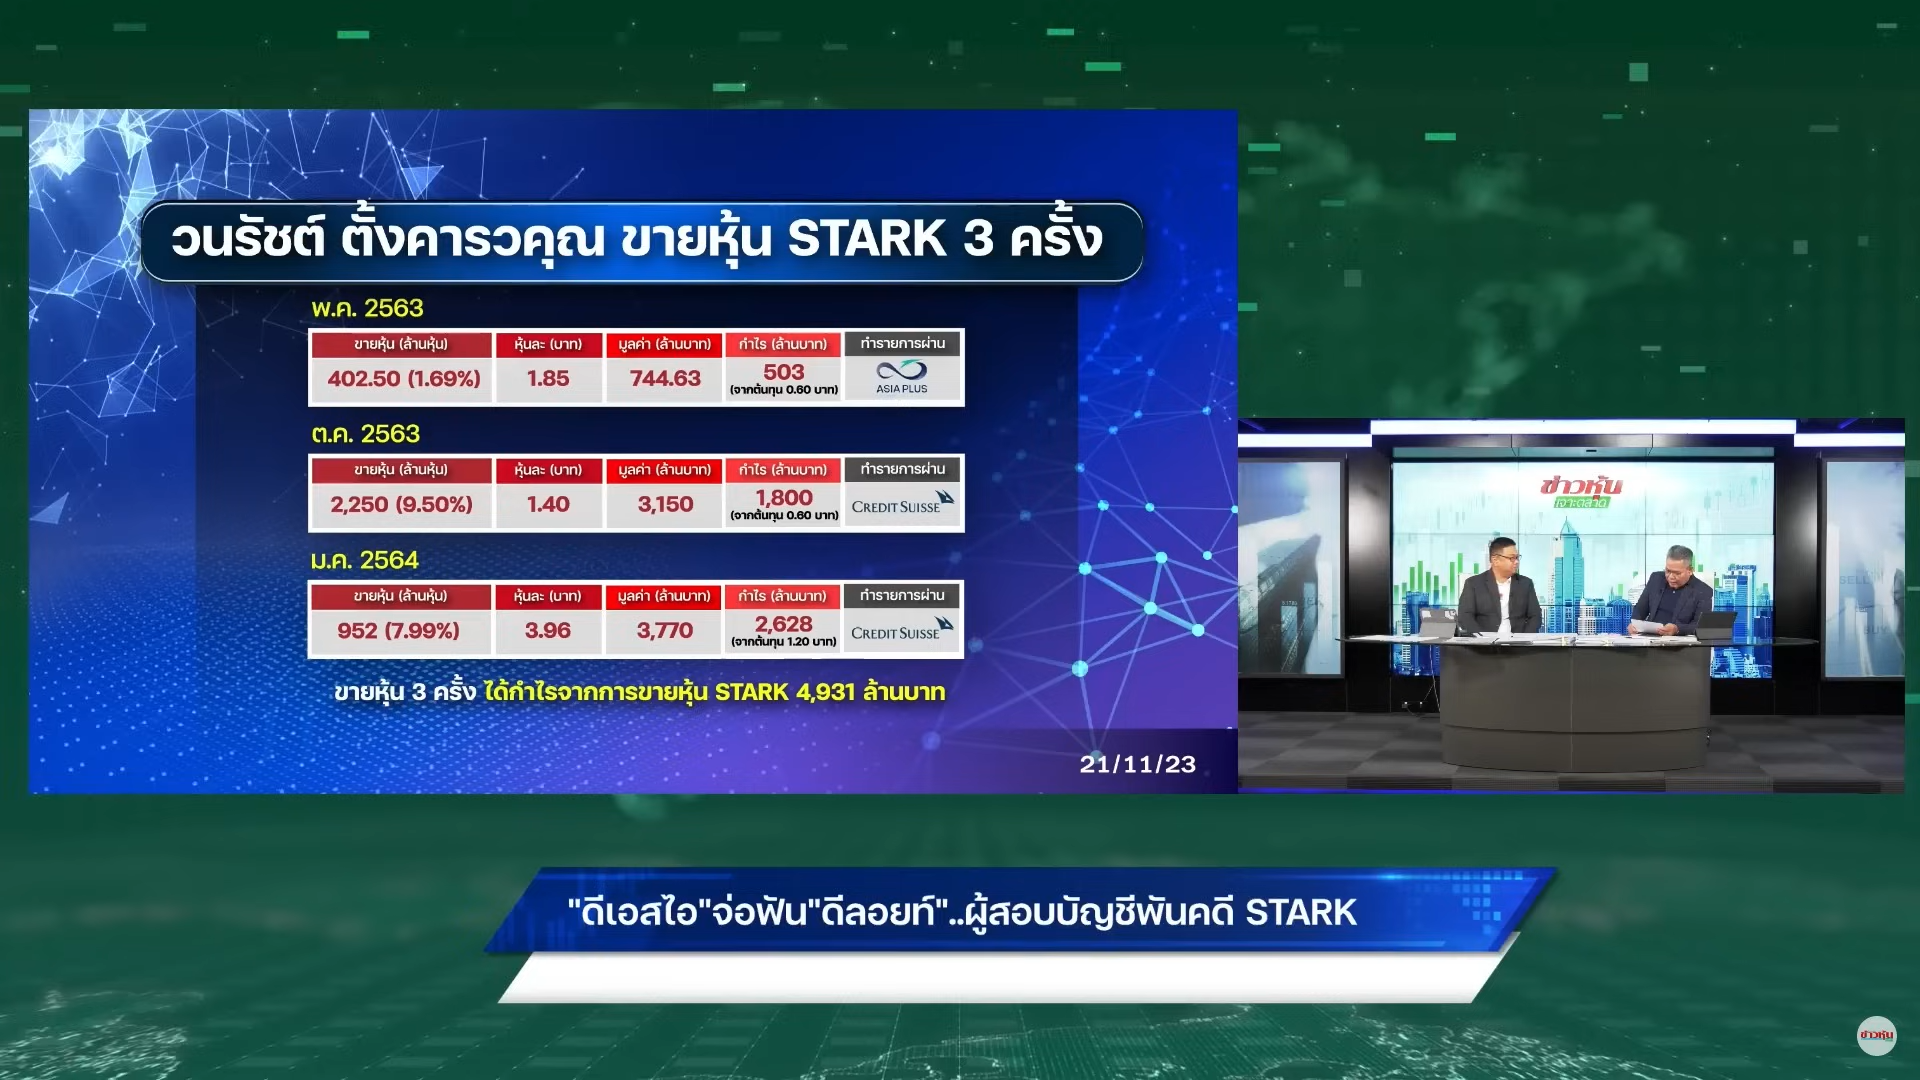 วนรัชต์ ตั้งคารวคุณ ขายหุ้น STARK 3 ครั้ง
พ.ค. 2563
ขายหุ้น (ล้านหุ้น) หุ้นละ (บาท) มูลค่า (ล้านบาท) กำไร (ล้านบาท) ทำรายการผ่าน
402.50 (1.69%) 1.85 744.63 503 (จากต้นทุน 0.60 บาท) ASIA PLUS
ต.ค. 2563
ขายหุ้น (ล้านหุ้น) หุ้นละ (บาท) มูลค่า (ล้านบาท) กำไร (ล้านบาท) ทำรายการผ่าน
2,250 (9.50%) 1.40 3,150 1,800 (จากต้นทุน 0.60 บาท) CREDIT SUISSE
ม.ค. 2564
ขายหุ้น (ล้านหุ้น) หุ้นละ (บาท) มูลค่า (ล้านบาท) กำไร (ล้านบาท) ทำรายการผ่าน
952 (7.99%) 3.96 3,770 2,628 (จากต้นทุน 1.20 บาท) CREDIT SUISSE
ขายหุ้น 3 ครั้ง ได้กำไรจากการขายหุ้น STARK 4,931 ล้านบาท
21/11/23
ข่าวหุ้น
เจาะตลาด
SELL
BUY
"ดีเอสไอ"จ่อฟัน"ดีลอยท์"..ผู้สอบบัญชีพันคดี STARK
ข่าวหุ้น